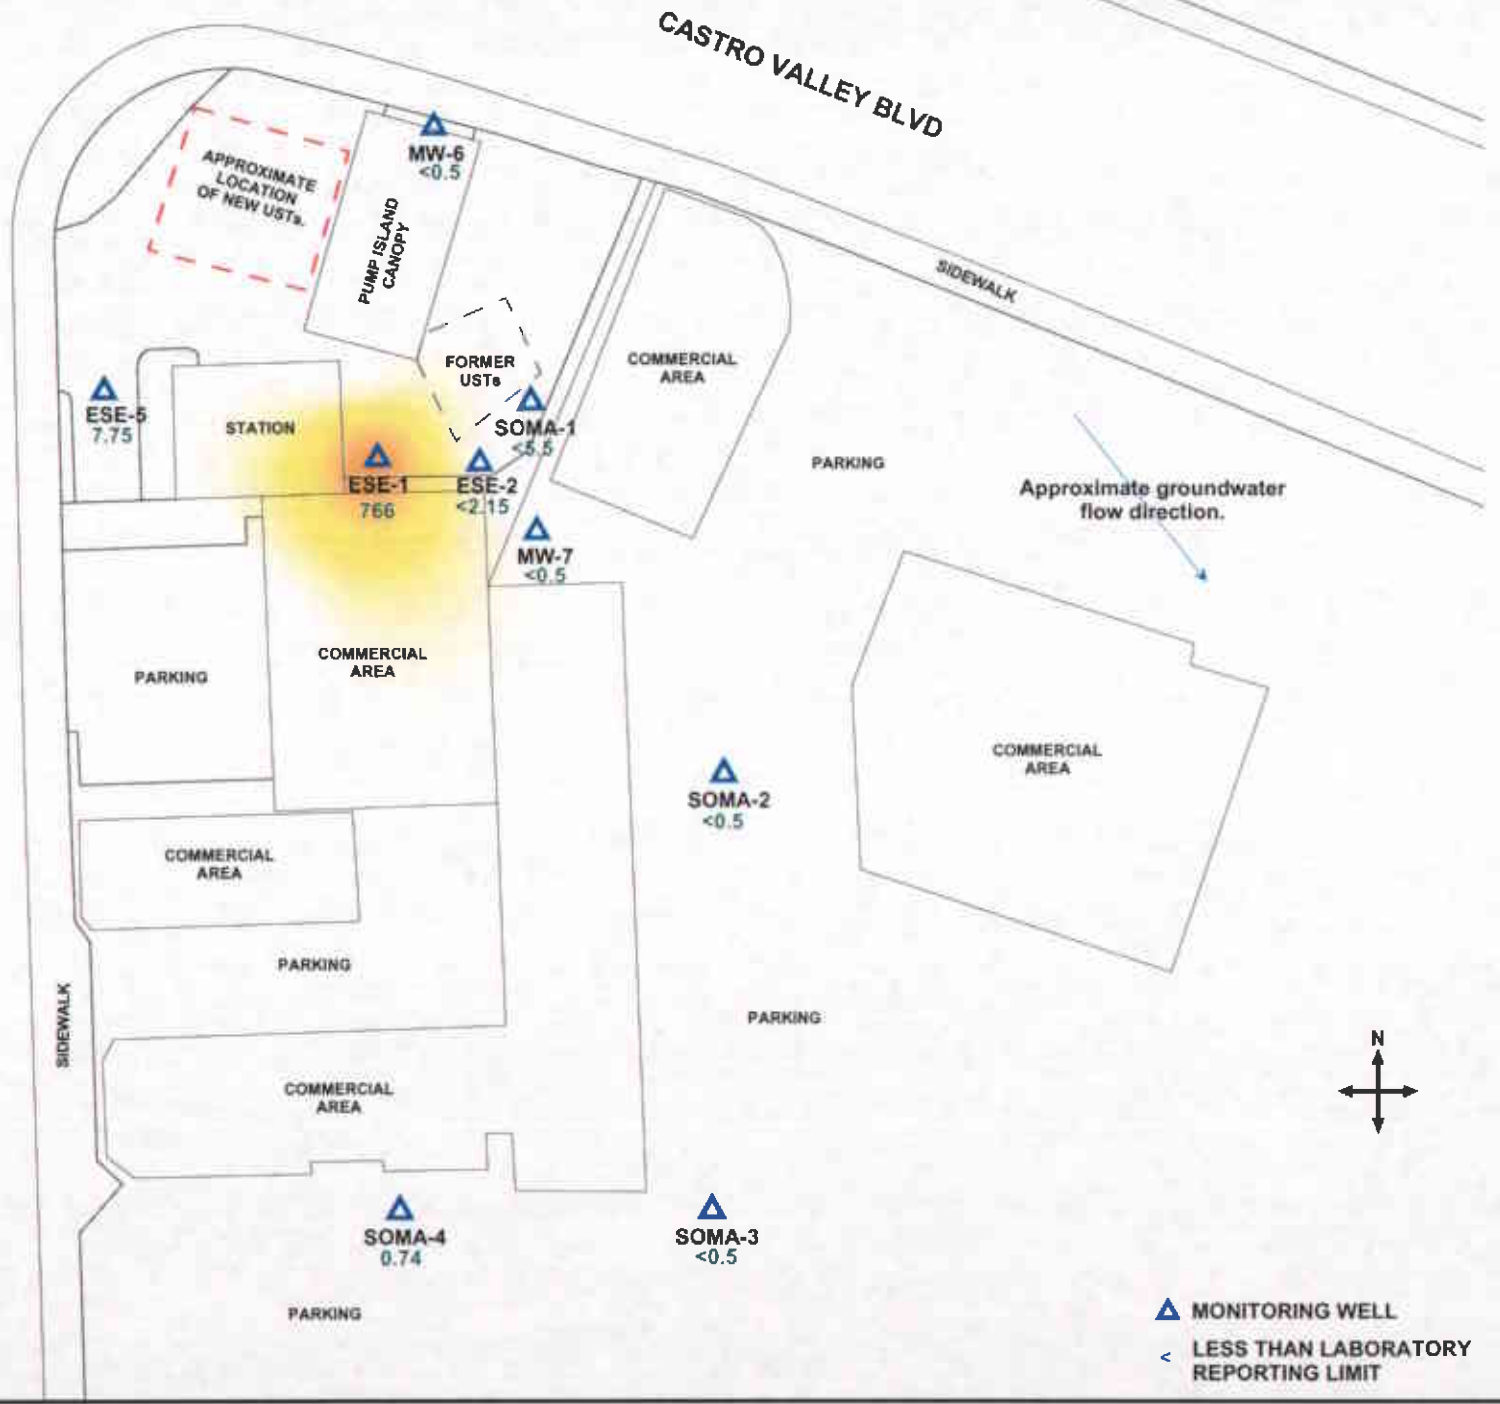 CASTRO VALLEY BLVD
MW-6
<0.5
APPROXIMATE
LOCATION
OF NEW USTs.
PUMP ISLAND
CANOPY
SIDEWALK
FORMER
USTs
COMMERCIAL
AREA
ESE-5
7.75
STATION
SOMA-1
<5.5
PARKING
ESE-1
766
ESE-2
<2.15
Approximate groundwater
flow direction.
MW-7
<0.5
COMMERCIAL
AREA
PARKING
COMMERCIAL
AREA
SOMA-2
<0.5
COMMERCIAL
AREA
PARKING
SIDEWALK
PARKING
N
COMMERCIAL
AREA
SOMA-4
0.74
SOMA-3
<0.5
PARKING
MONITORING WELL
< LESS THAN LABORATORY
REPORTING LIMIT